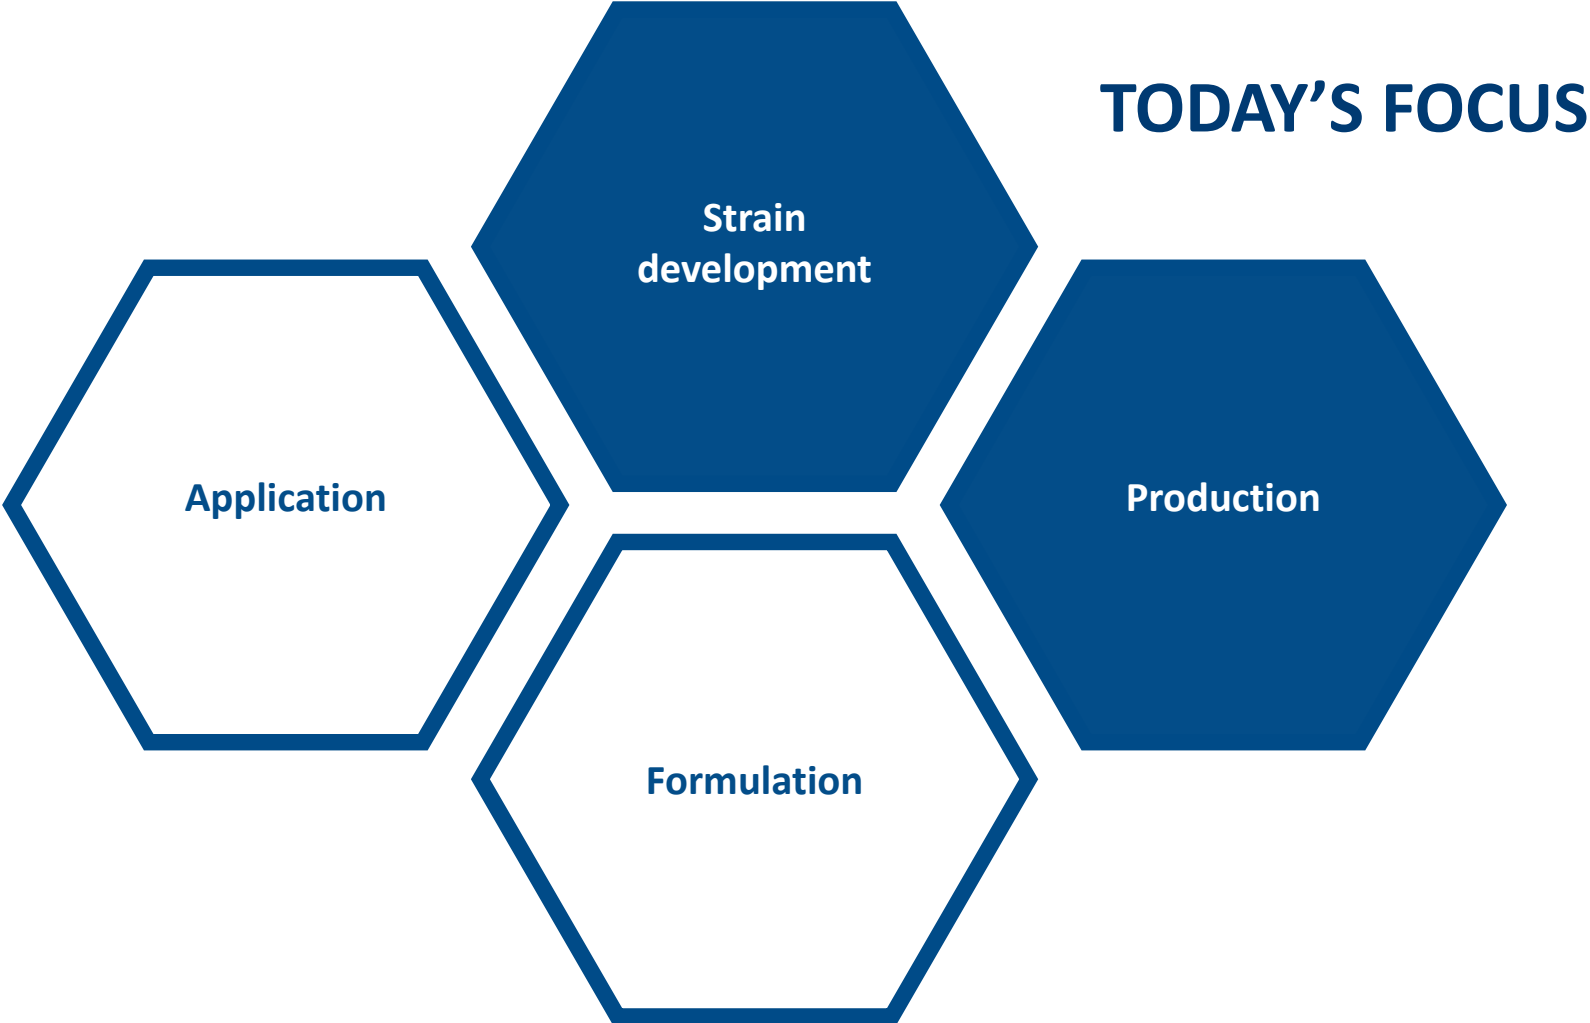 TODAY’S FOCUS
Strain
development
Application
Production
Formulation